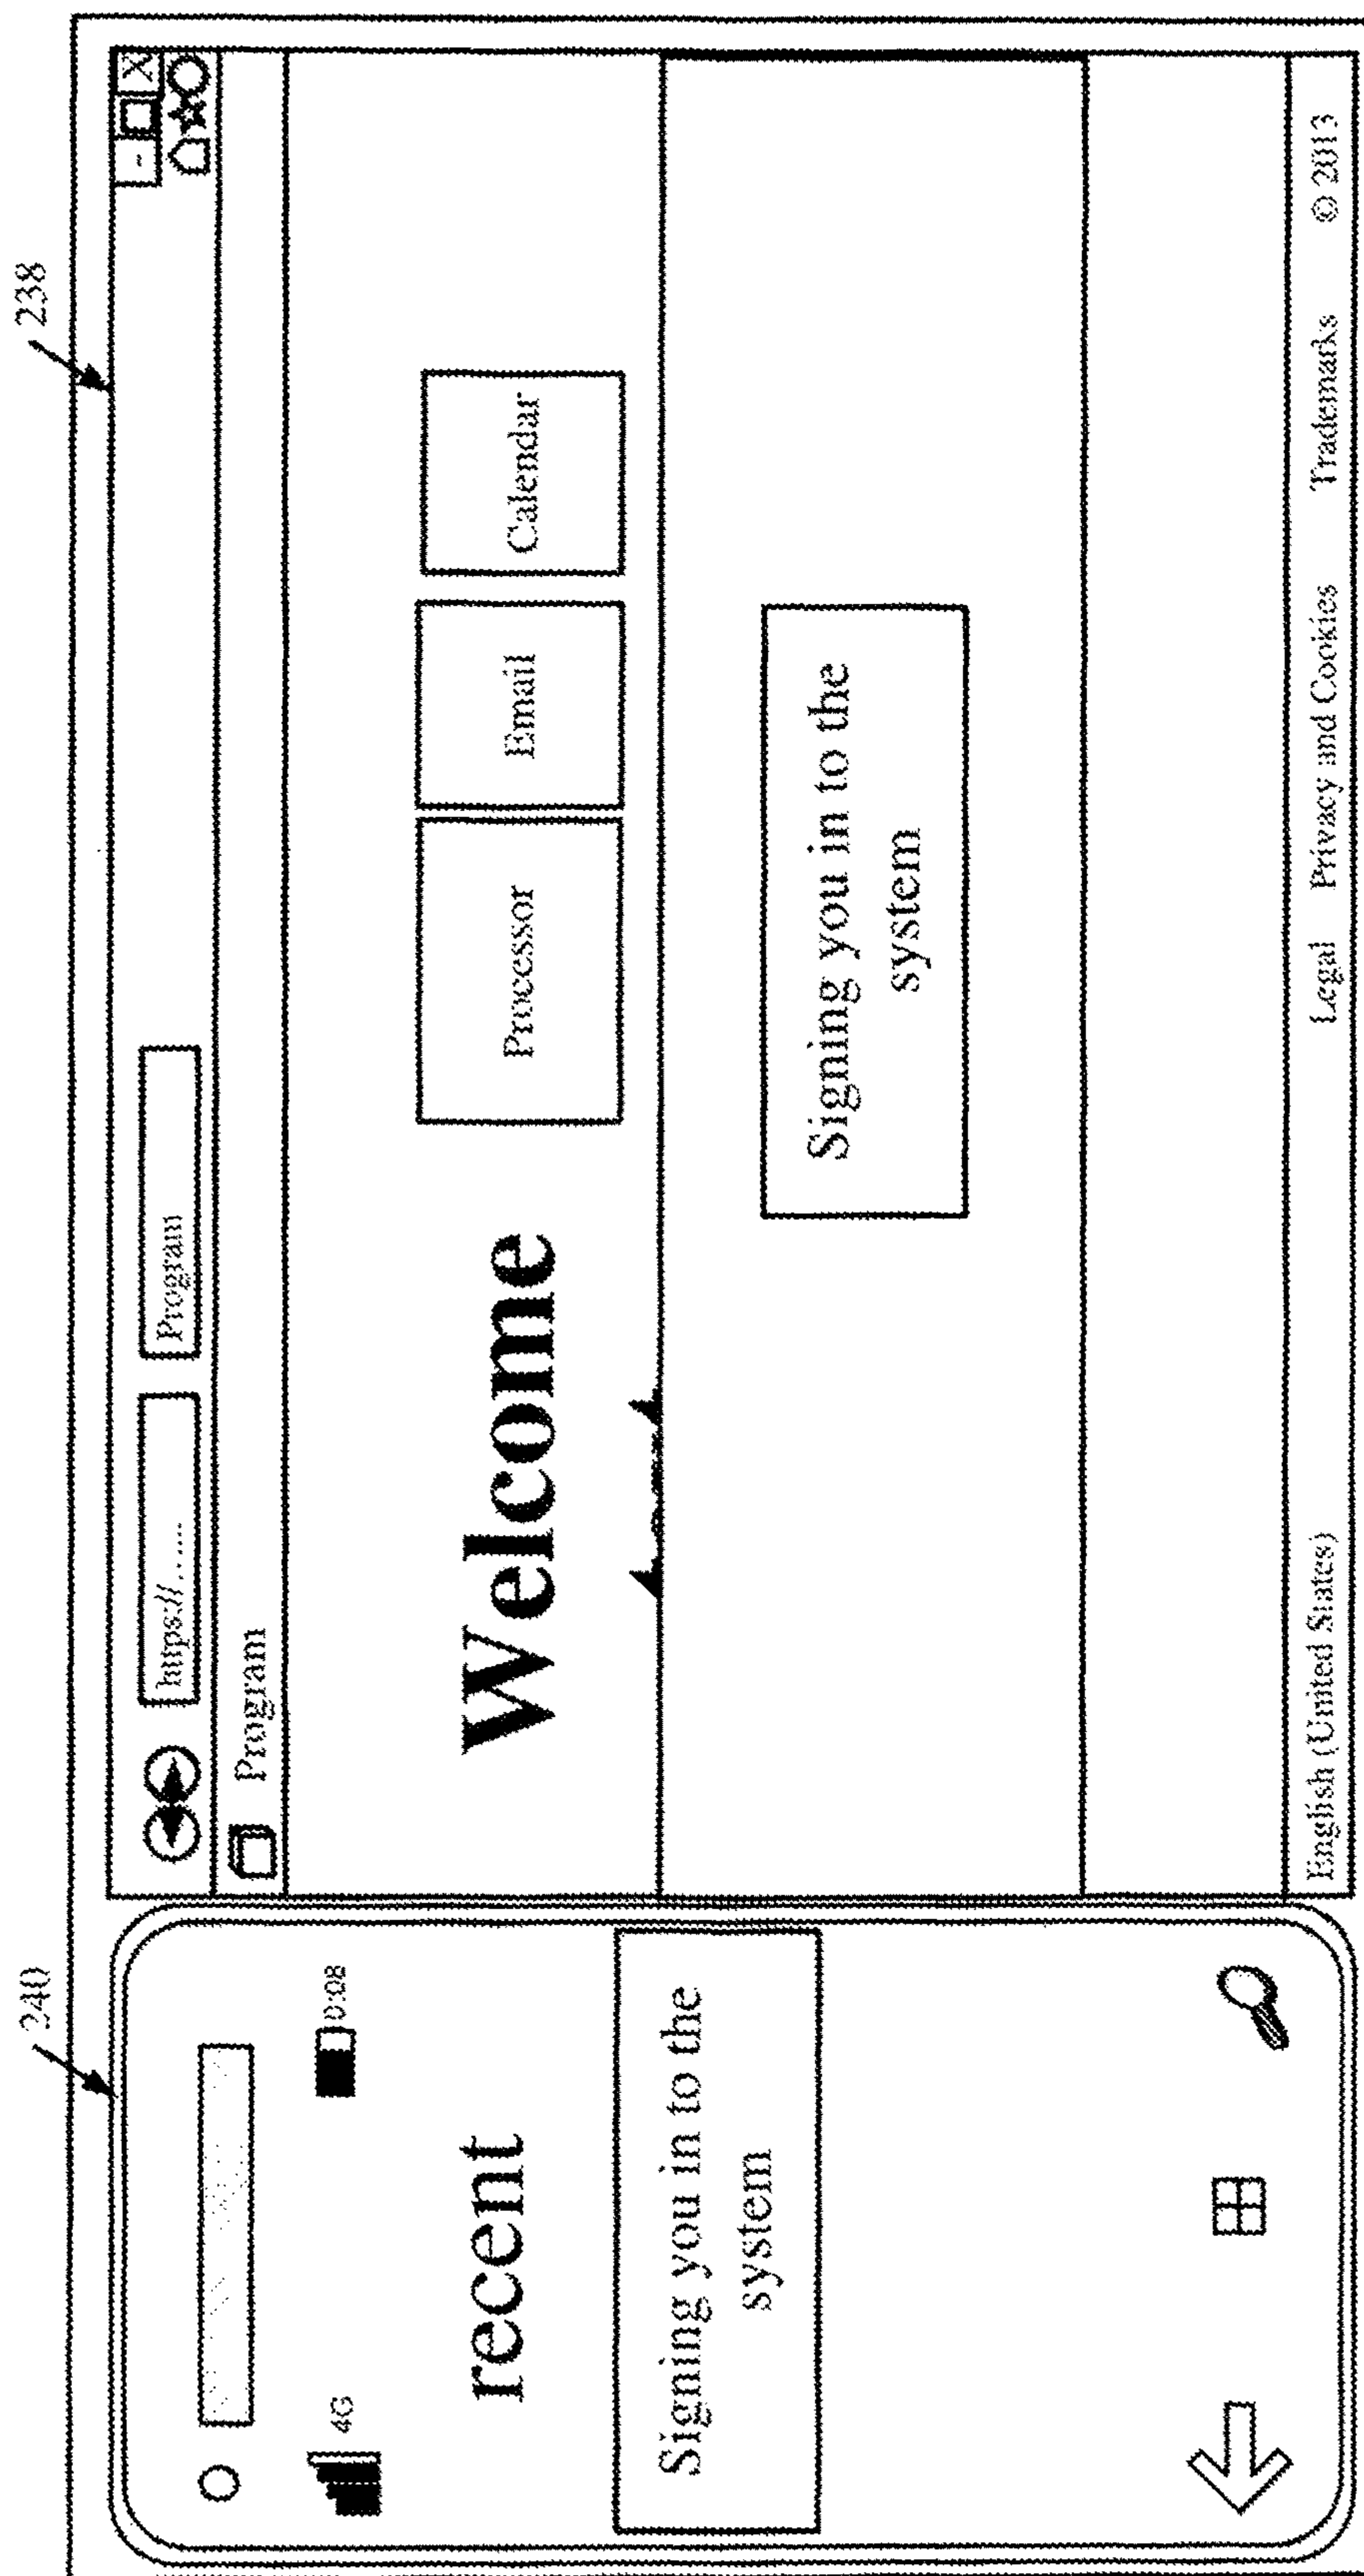 240
238
4G
0:08
recent
Signing you in to the
system
https://......
Program
- X
Program
Welcome
Processor
Email
Calendar
Signing you in to the
system
English (United States)
Legal
Privacy and Cookies
Trademarks
© 2013